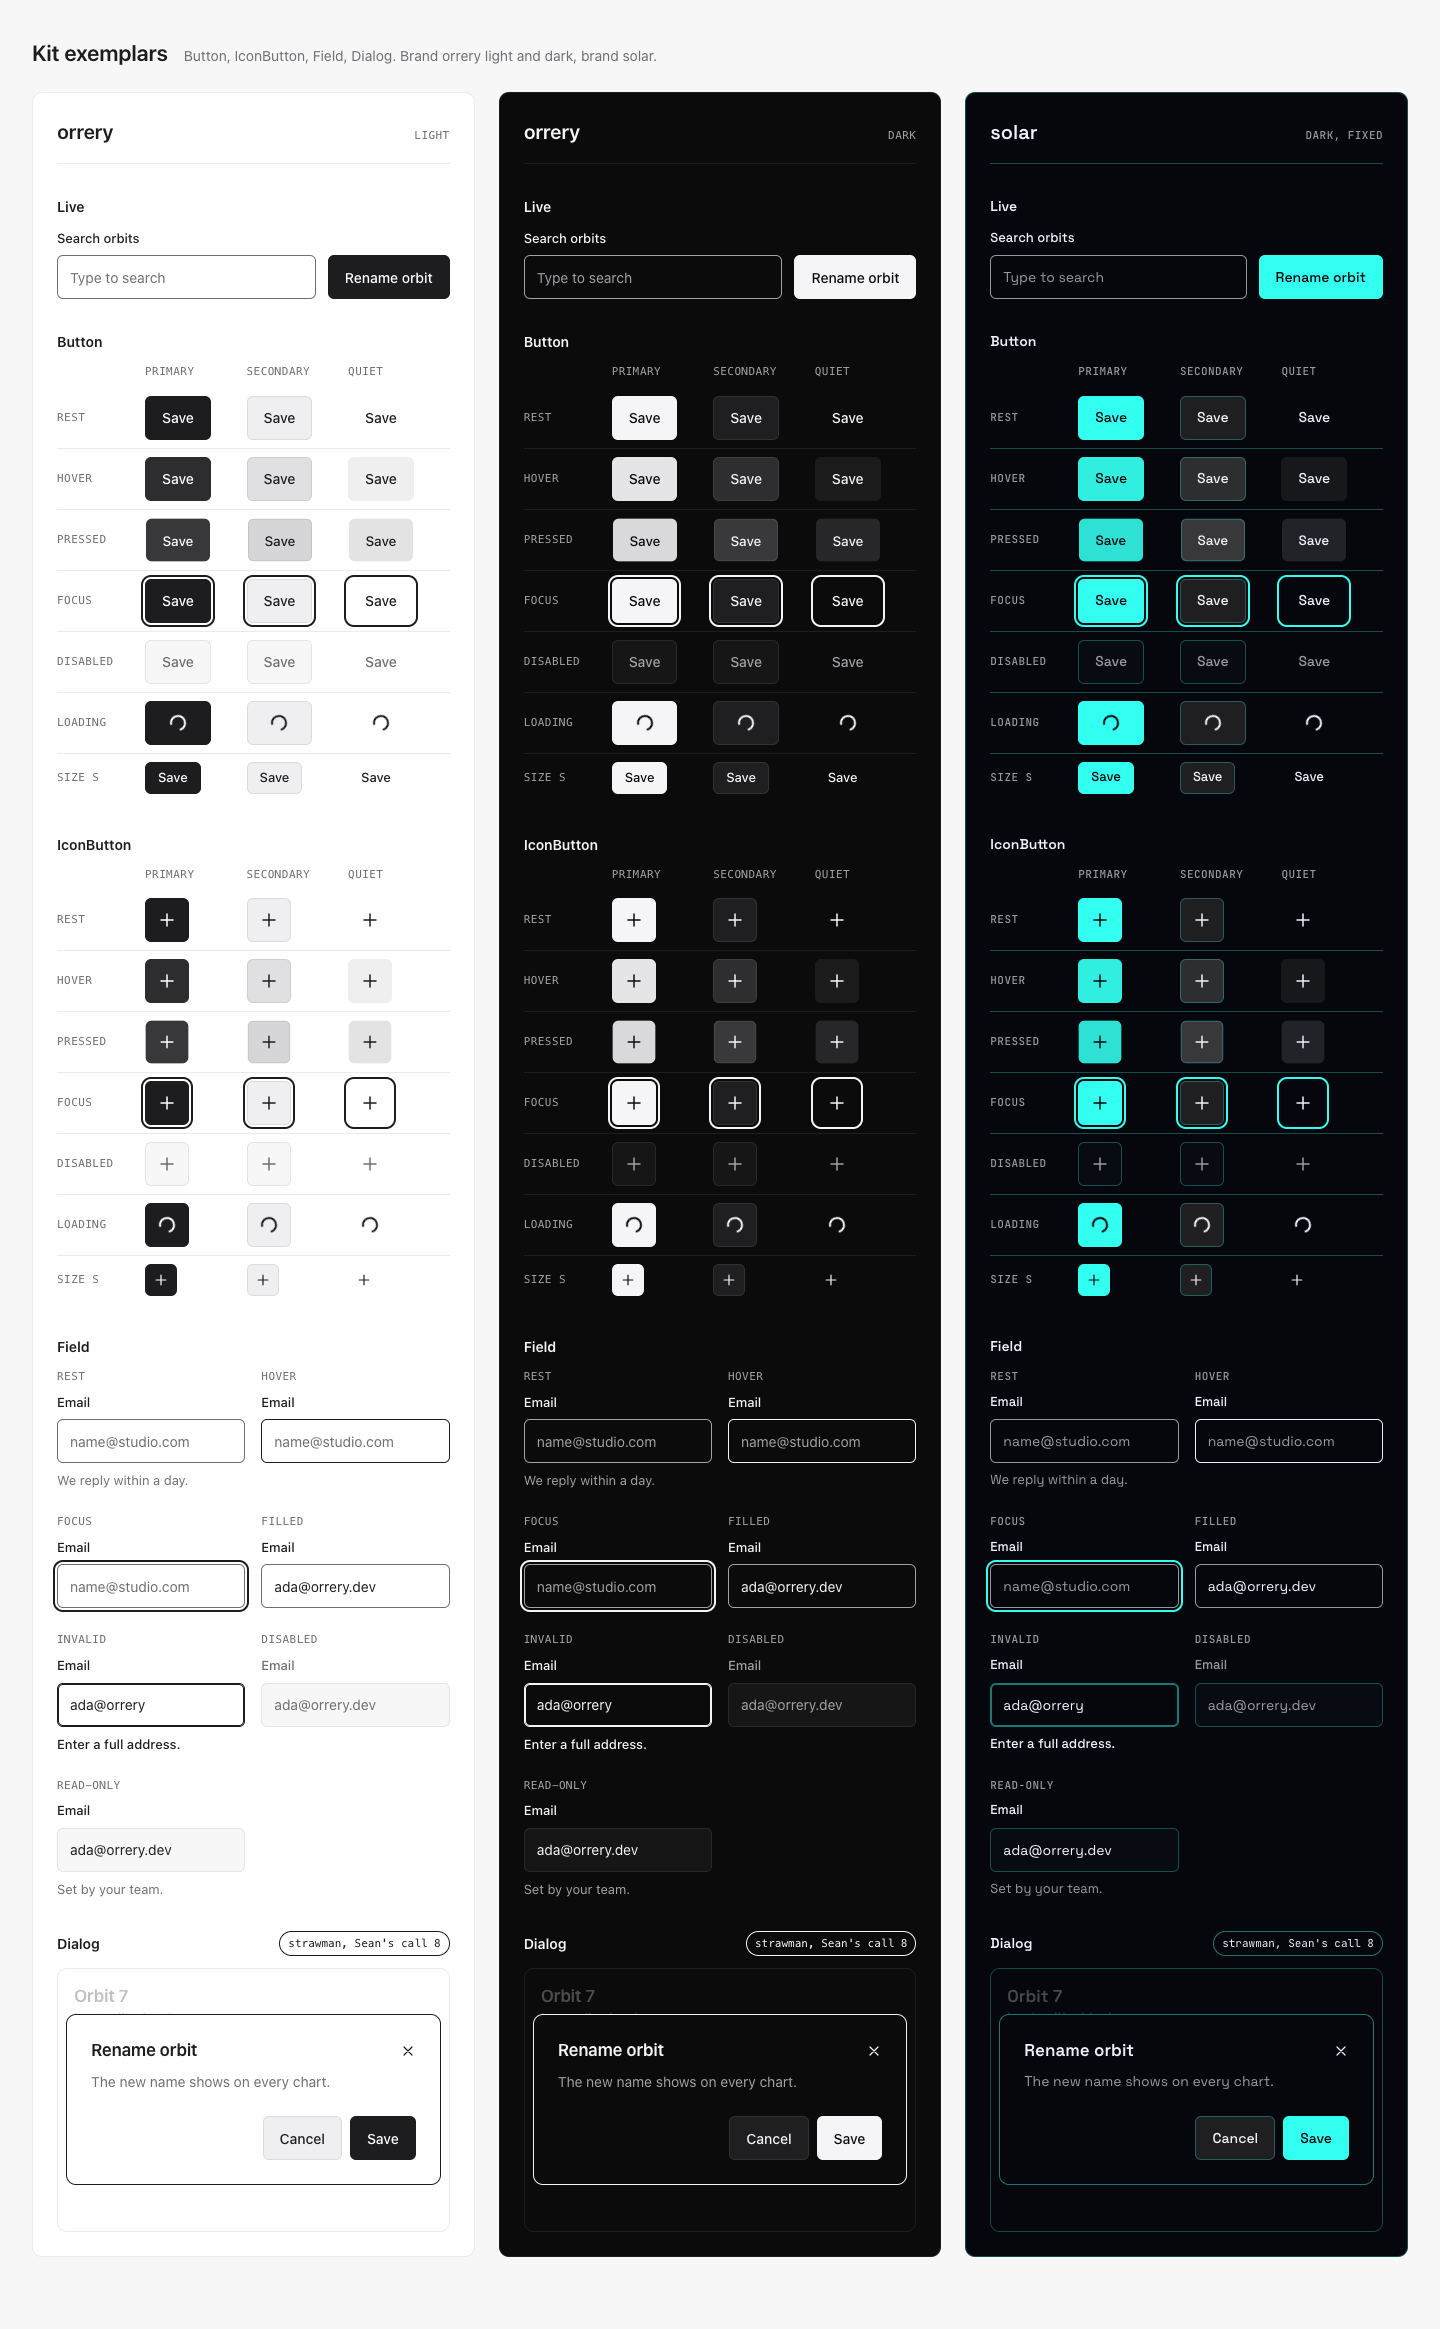 Kit exemplars Button, IconButton, Field, Dialog. Brand orrery light and dark, brand solar.
orrery LIGHT
Live
Search orbits
Type to search Rename orbit
Button
PRIMARY SECONDARY QUIET
REST Save Save Save
HOVER Save Save Save
PRESSED Save Save Save
FOCUS Save Save Save
DISABLED Save Save Save
LOADING
SIZE S Save Save Save
IconButton
PRIMARY SECONDARY QUIET
REST
HOVER
PRESSED
FOCUS
DISABLED
LOADING
SIZE S
Field
REST HOVER
Email Email
name@studio.com name@studio.com
We reply within a day.
FOCUS FILLED
Email Email
name@studio.com ada@orrery.dev
INVALID DISABLED
Email Email
ada@orrery ada@orrery.dev
Enter a full address.
READ-ONLY
Email
ada@orrery.dev
Set by your team.
Dialog strawman, Sean's call 8
Orbit 7
Rename orbit
The new name shows on every chart.
Cancel Save
orrery DARK
Live
Search orbits
Type to search Rename orbit
Button
PRIMARY SECONDARY QUIET
REST Save Save Save
HOVER Save Save Save
PRESSED Save Save Save
FOCUS Save Save Save
DISABLED Save Save Save
LOADING
SIZE S Save Save Save
IconButton
PRIMARY SECONDARY QUIET
REST
HOVER
PRESSED
FOCUS
DISABLED
LOADING
SIZE S
Field
REST HOVER
Email Email
name@studio.com name@studio.com
We reply within a day.
FOCUS FILLED
Email Email
name@studio.com ada@orrery.dev
INVALID DISABLED
Email Email
ada@orrery ada@orrery.dev
Enter a full address.
READ-ONLY
Email
ada@orrery.dev
Set by your team.
Dialog strawman, Sean's call 8
Orbit 7
Rename orbit
The new name shows on every chart.
Cancel Save
solar DARK, FIXED
Live
Search orbits
Type to search Rename orbit
Button
PRIMARY SECONDARY QUIET
REST Save Save Save
HOVER Save Save Save
PRESSED Save Save Save
FOCUS Save Save Save
DISABLED Save Save Save
LOADING
SIZE S Save Save Save
IconButton
PRIMARY SECONDARY QUIET
REST
HOVER
PRESSED
FOCUS
DISABLED
LOADING
SIZE S
Field
REST HOVER
Email Email
name@studio.com name@studio.com
We reply within a day.
FOCUS FILLED
Email Email
name@studio.com ada@orrery.dev
INVALID DISABLED
Email Email
ada@orrery ada@orrery.dev
Enter a full address.
READ-ONLY
Email
ada@orrery.dev
Set by your team.
Dialog strawman, Sean's call 8
Orbit 7
Rename orbit
The new name shows on every chart.
Cancel Save